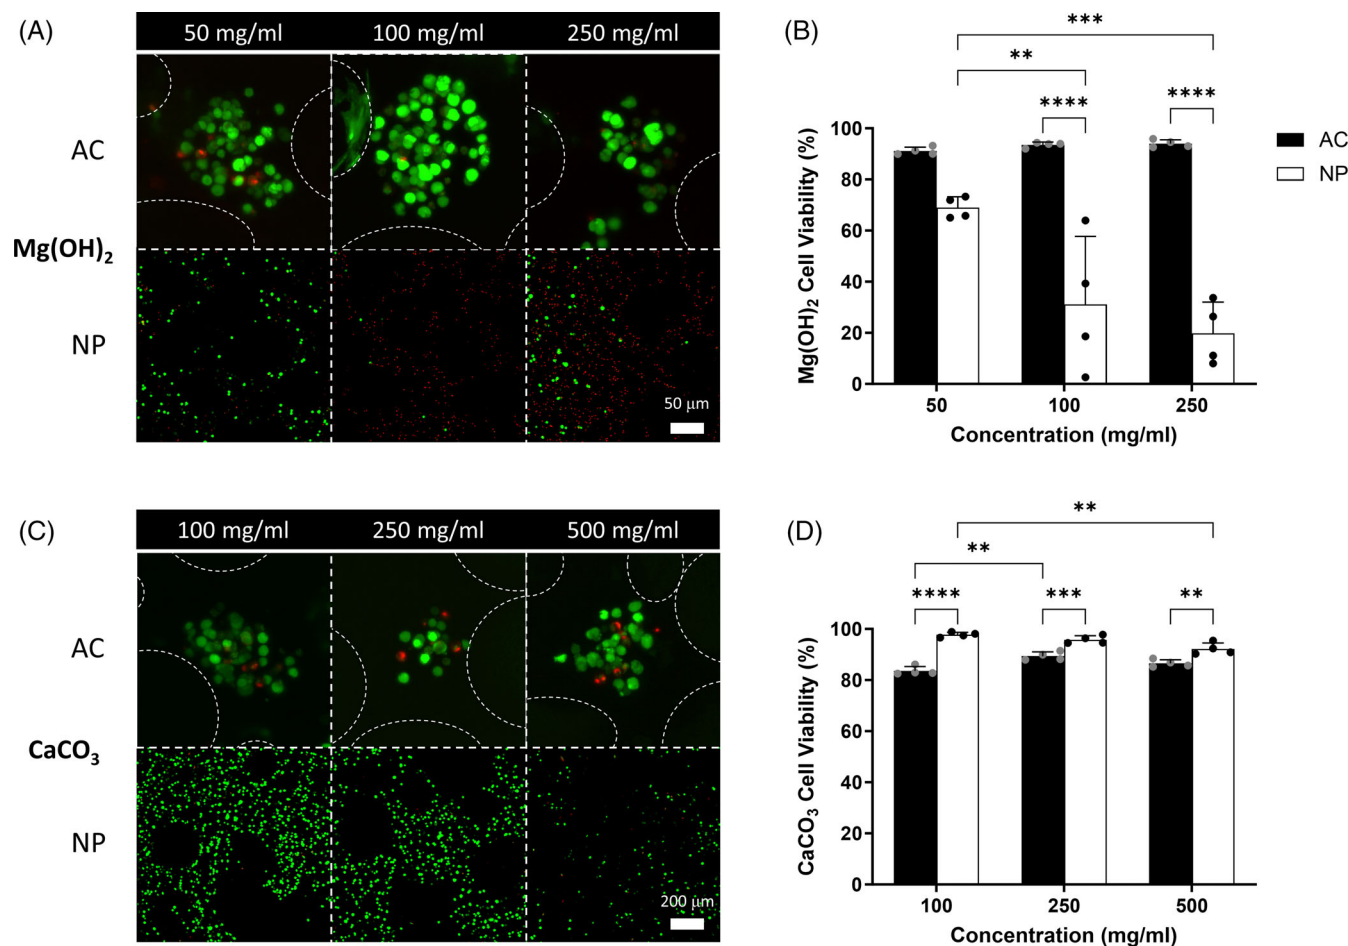 (A)
50 mg/ml 100 mg/ml 250 mg/ml
AC
Mg(OH)₂
NP
50 μm
(B)
***
**
**** ****
Mg(OH)₂ Cell Viability (%)
100
80
60
40
20
0
50 100 250
Concentration (mg/ml)
AC
NP
(C)
100 mg/ml 250 mg/ml 500 mg/ml
AC
CaCO₃
NP
200 μm
(D)
**
**
**** *** **
CaCO₃ Cell Viability (%)
100
80
60
40
20
0
100 250 500
Concentration (mg/ml)